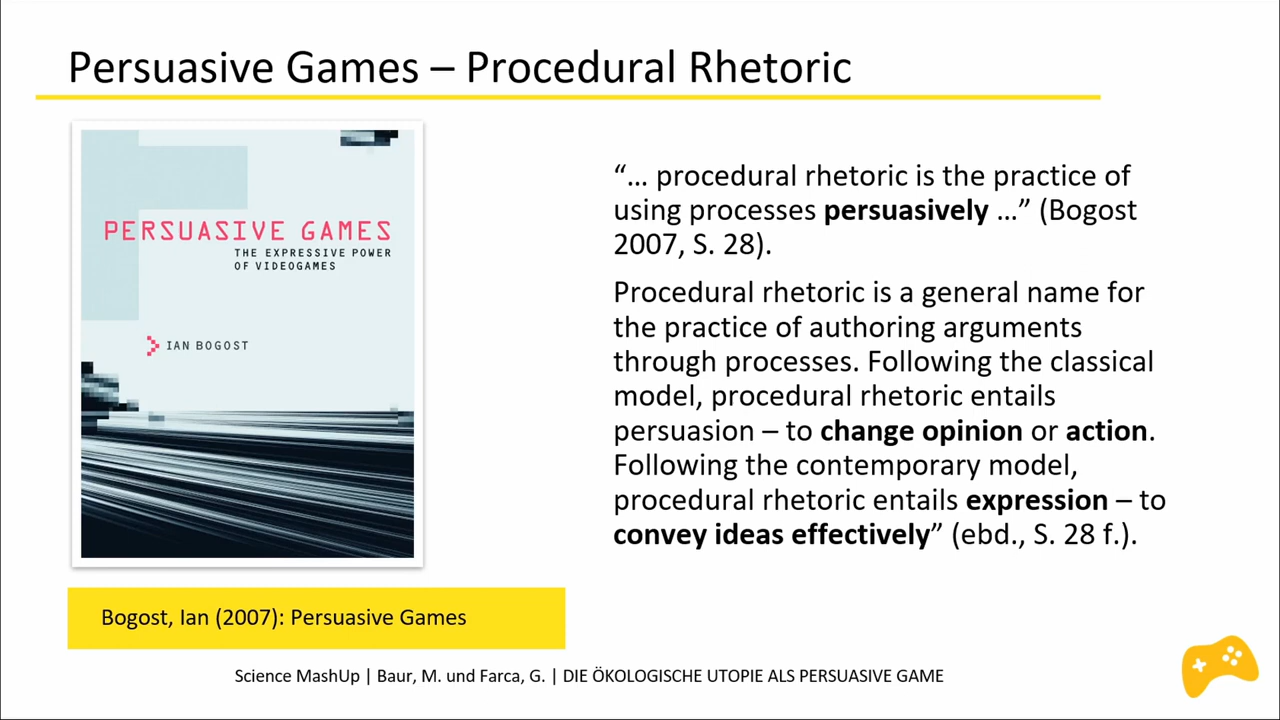 Persuasive Games – Procedural Rhetoric
PERSUASIVE GAMES
THE EXPRESSIVE POWER
OF VIDEOGAMES
IAN BOGOST
“… procedural rhetoric is the practice of
using processes persuasively …” (Bogost
2007, S. 28).
Procedural rhetoric is a general name for
the practice of authoring arguments
through processes. Following the classical
model, procedural rhetoric entails
persuasion – to change opinion or action.
Following the contemporary model,
procedural rhetoric entails expression – to
convey ideas effectively” (ebd., S. 28 f.).
Bogost, Ian (2007): Persuasive Games
Science MashUp | Baur, M. und Farca, G. | DIE ÖKOLOGISCHE UTOPIE ALS PERSUASIVE GAME